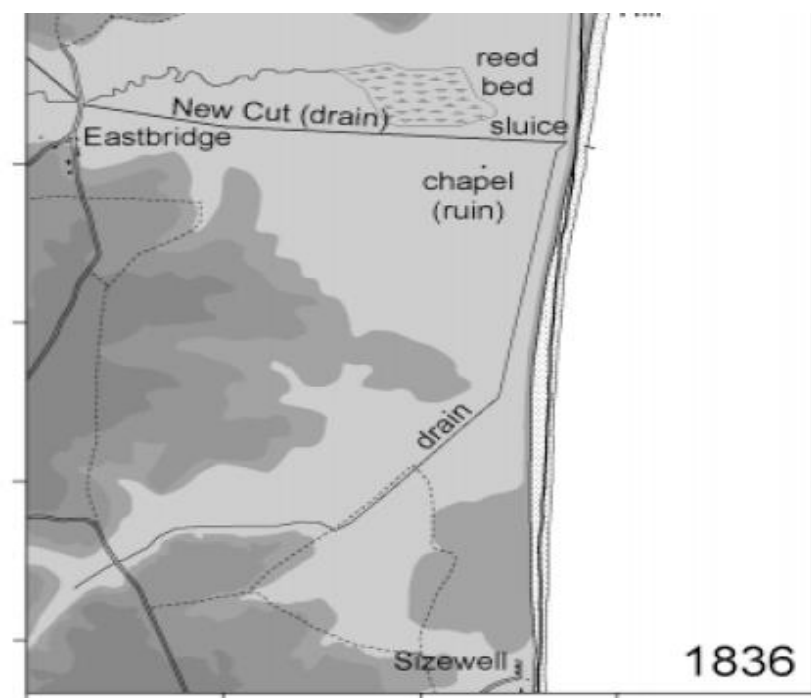 reed
bed
New Cut (drain)
sluice
Eastbridge
chapel
(ruin)
drain
Sizewell
1836